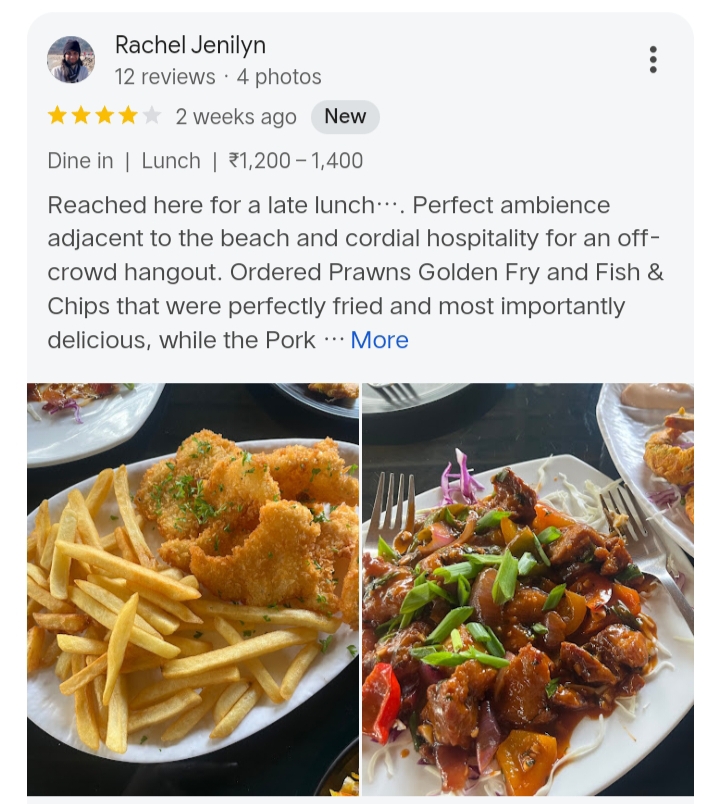 Rachel Jenilyn
12 reviews · 4 photos
2 weeks ago New
Dine in | Lunch | ₹1,200 – 1,400
Reached here for a late lunch···. Perfect ambience
adjacent to the beach and cordial hospitality for an off-
crowd hangout. Ordered Prawns Golden Fry and Fish &
Chips that were perfectly fried and most importantly
delicious, while the Pork ··· More